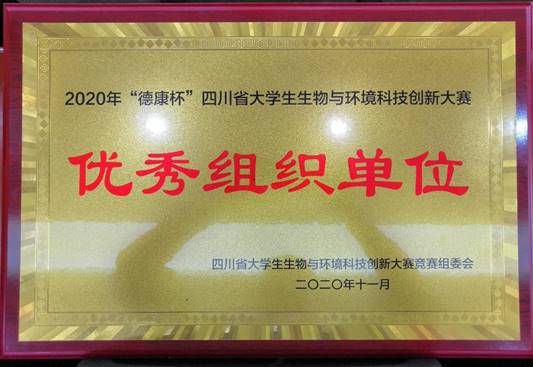 2020年“德康杯”四川省大学生生物与环境科技创新大赛
优秀组织单位
四川省大学生生物与环境科技创新大赛竞赛组委会
二〇二〇年十一月